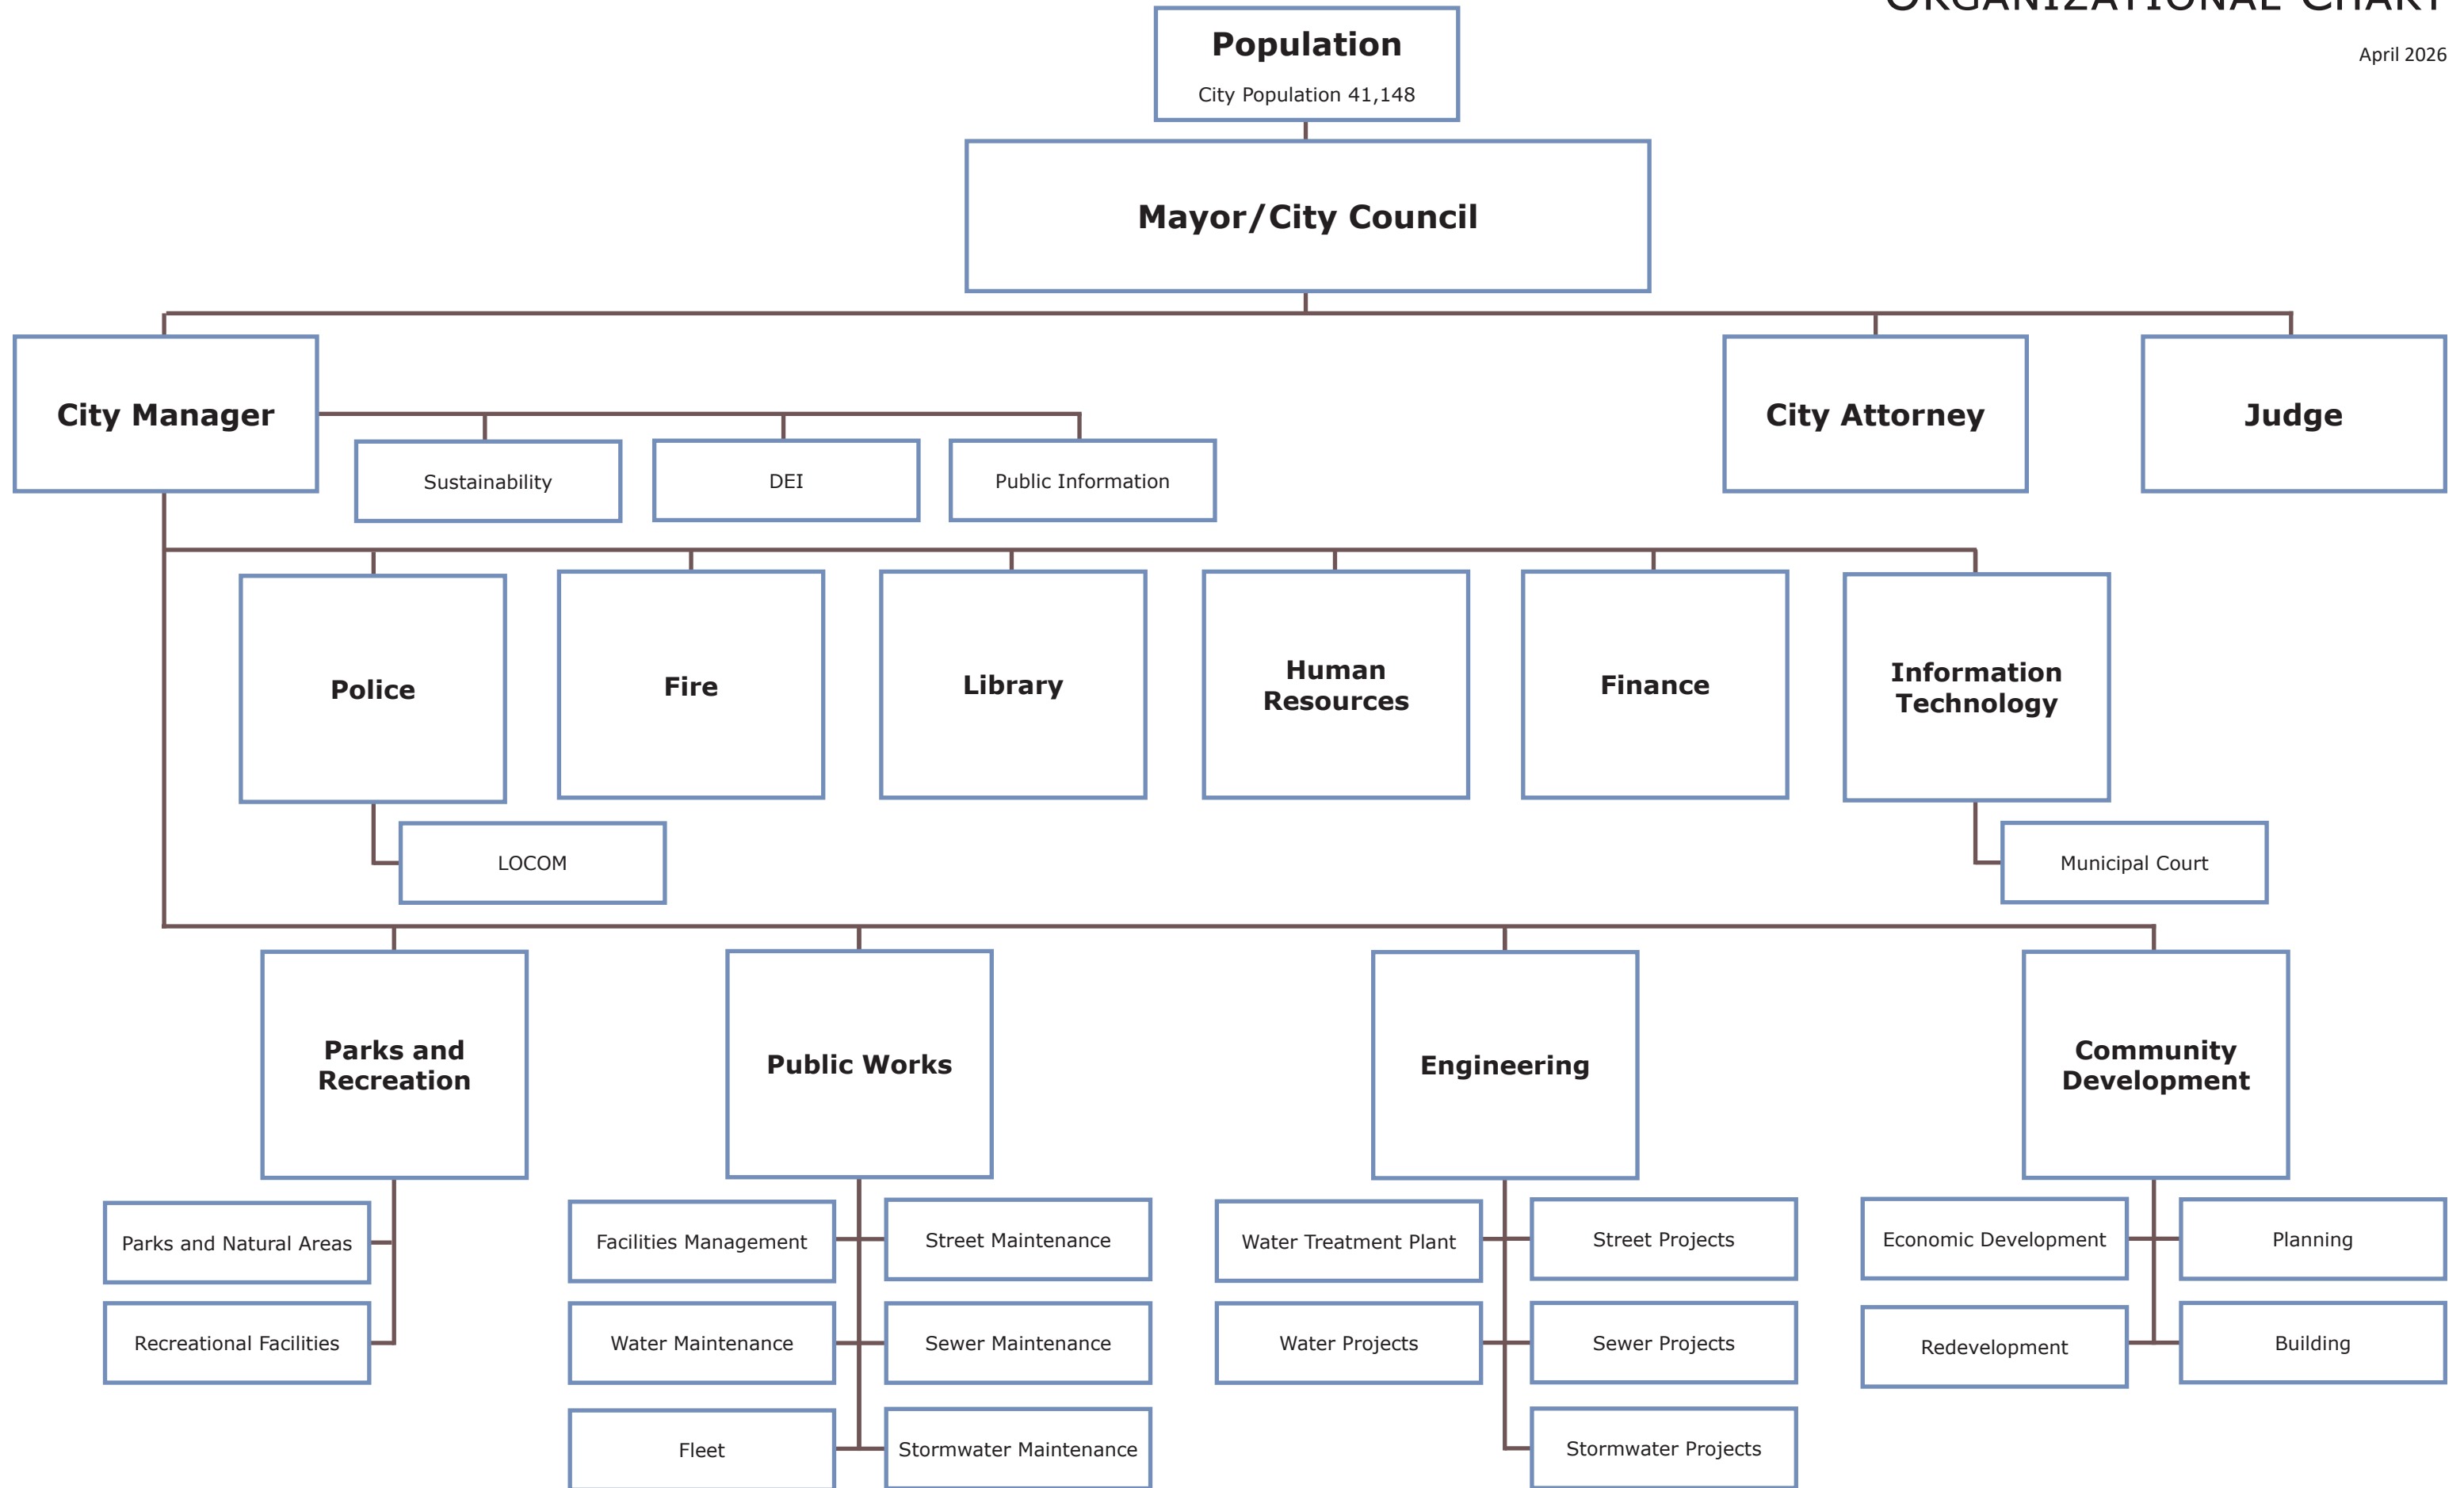 ORGANIZATIONAL CHART
April 2026
Population
City Population 41,148
Mayor/City Council
City Manager
City Attorney
Judge
Sustainability
DEI
Public Information
Police
Fire
Library
Human
Resources
Finance
Information
Technology
LOCOM
Municipal Court
Parks and
Recreation
Public Works
Engineering
Community
Development
Parks and Natural Areas
Recreational Facilities
Facilities Management
Street Maintenance
Water Maintenance
Sewer Maintenance
Fleet
Stormwater Maintenance
Water Treatment Plant
Street Projects
Water Projects
Sewer Projects
Stormwater Projects
Economic Development
Planning
Redevelopment
Building